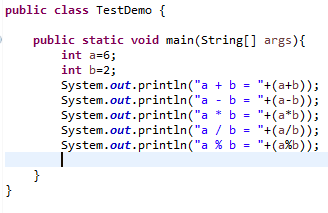 public class TestDemo {
public static void main(String[] args){
int a=6;
int b=2;
System.out.println("a + b = "+(a+b));
System.out.println("a - b = "+(a-b));
System.out.println("a * b = "+(a*b));
System.out.println("a / b = "+(a/b));
System.out.println("a % b = "+(a%b));
}
}